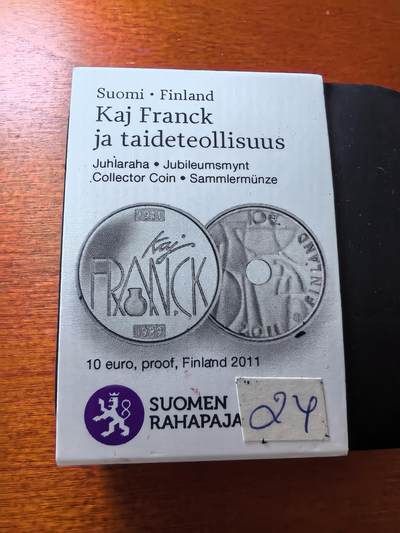 Suomi • Finland
Kaj Franck
ja taideteollisuus
Juhlaraha • Jubileumsmynt
Collector Coin • Sammlermünze
1911
Kaj
FRANCK
1989
10
FINLAND
2011
10 euro, proof, Finland 2011
SUOMEN
RAHAPAJA
24